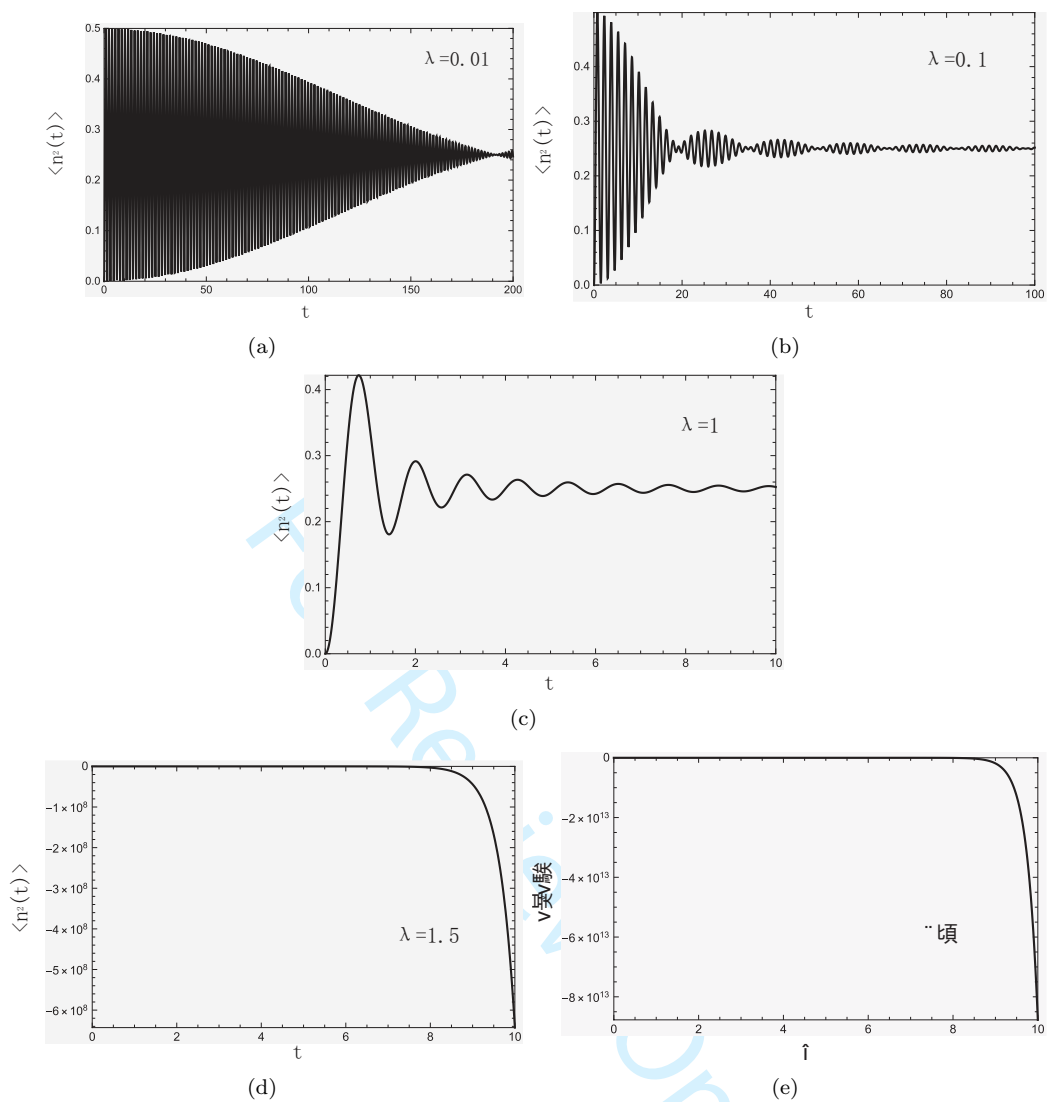 0.5
0.4
0.3
0.2
0.1
0.0
<n²(t)>
λ=0.01
0 50 100 150 200
t
(a)
0.4
0.3
0.2
0.1
0.0
<n²(t)>
λ=0.1
0 20 40 60 80 100
t
(b)
0.4
0.3
0.2
0.1
0.0
<n²(t)>
λ=1
0 2 4 6 8 10
t
(c)
0
−1×10⁸
−2×10⁸
−3×10⁸
−4×10⁸
−5×10⁸
−6×10⁸
<n²(t)>
λ=1.5
0 2 4 6 8 10
t
(d)
0
−2×10¹³
−4×10¹³
−6×10¹³
−8×10¹³
¨頃
0 2 4 6 8 10
î
(e)